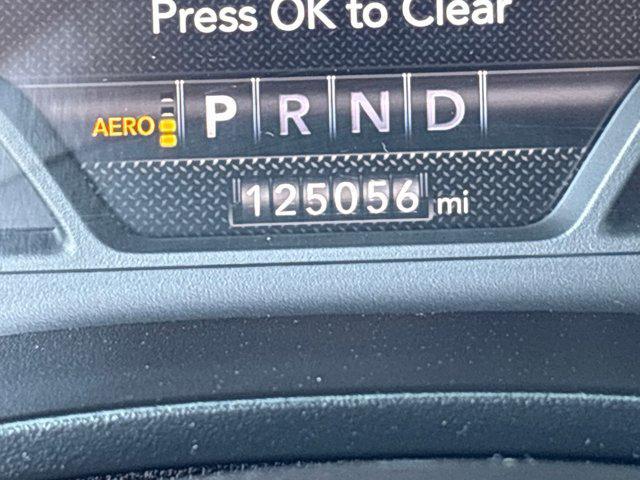 Press OK to Clear
AERO P R N D
125056 mi